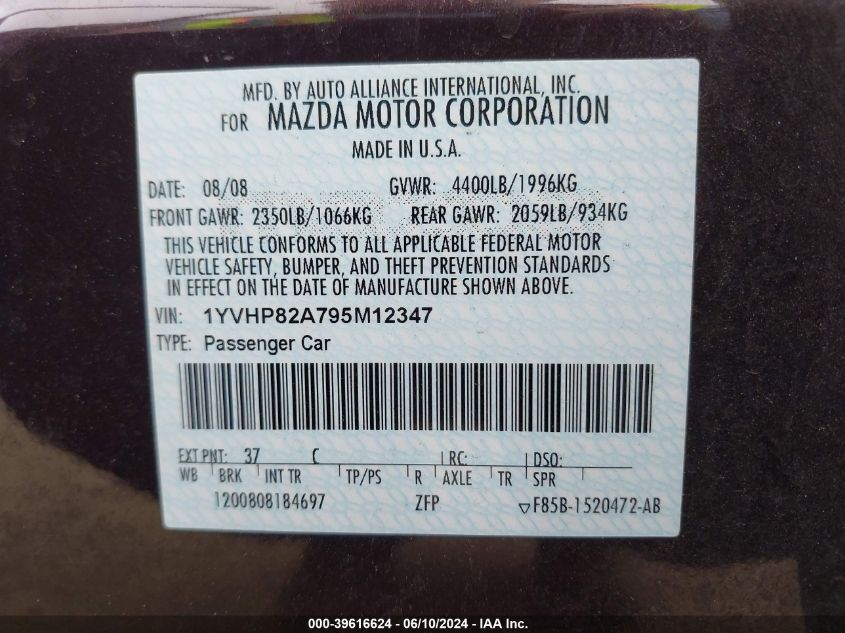 MFD. BY AUTO ALLIANCE INTERNATIONAL, INC.
FOR MAZDA MOTOR CORPORATION
MADE IN U.S.A.
DATE: 08/08 GVWR: 4400LB/1996KG
FRONT GAWR: 2350LB/1066KG REAR GAWR: 2059LB/934KG
THIS VEHICLE CONFORMS TO ALL APPLICABLE FEDERAL MOTOR
VEHICLE SAFETY, BUMPER, AND THEFT PREVENTION STANDARDS
IN EFFECT ON THE DATE OF MANUFACTURE SHOWN ABOVE.
VIN: 1YVHP82A795M12347
TYPE: Passenger Car
EXT PNT: 37 C RC: DSO:
WB BRK INT TR TP/PS R AXLE TR SPR
1200808184697 ZFP F85B-1520472-AB
000-39616624 - 06/10/2024 - IAA Inc.